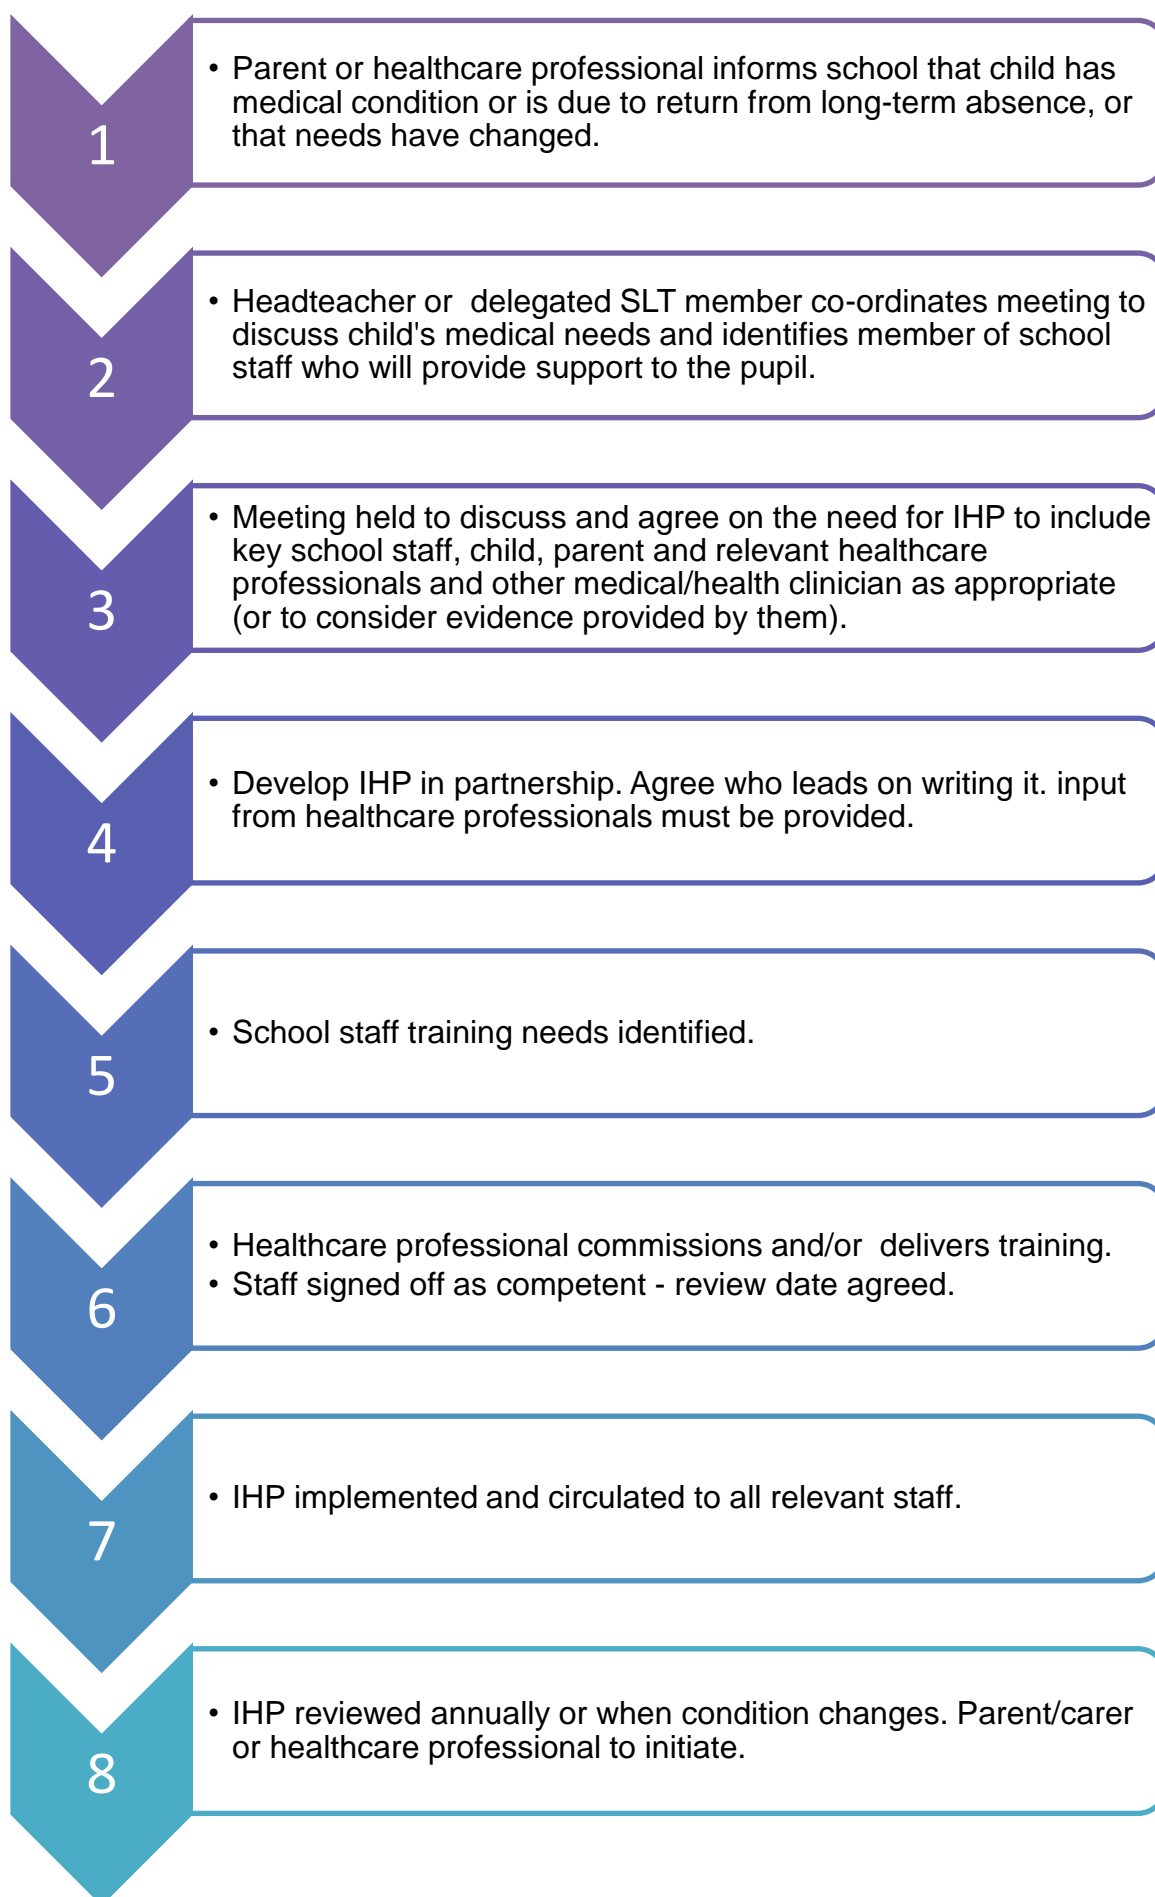 1
• Parent or healthcare professional informs school that child has
medical condition or is due to return from long-term absence, or
that needs have changed.
2
• Headteacher or  delegated SLT member co-ordinates meeting to
discuss child's medical needs and identifies member of school
staff who will provide support to the pupil.
3
• Meeting held to discuss and agree on the need for IHP to include
key school staff, child, parent and relevant healthcare
professionals and other medical/health clinician as appropriate
(or to consider evidence provided by them).
4
• Develop IHP in partnership. Agree who leads on writing it. input
from healthcare professionals must be provided.
5
• School staff training needs identified.
6
• Healthcare professional commissions and/or  delivers training.
• Staff signed off as competent - review date agreed.
7
• IHP implemented and circulated to all relevant staff.
8
• IHP reviewed annually or when condition changes. Parent/carer
or healthcare professional to initiate.